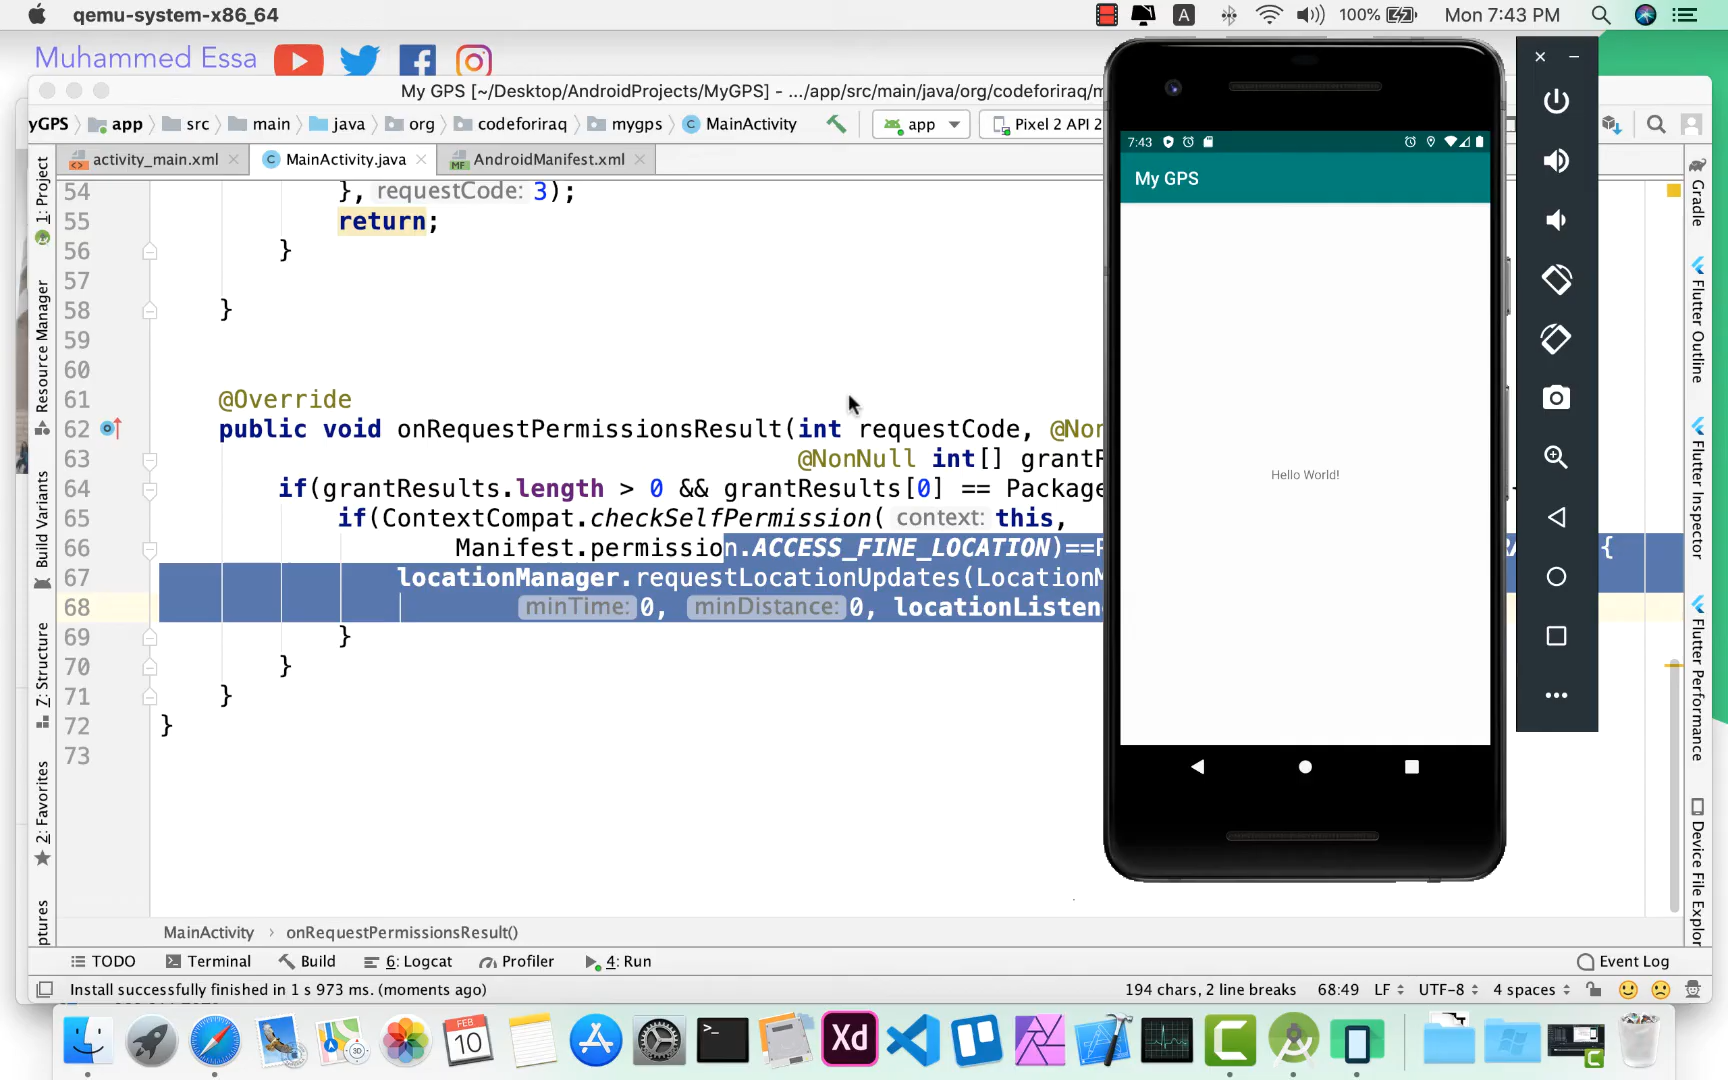 qemu-system-x86_64
A
100%
Mon 7:43 PM
Muhammed Essa
My GPS [~/Desktop/AndroidProjects/MyGPS] - .../app/src/main/java/org/codeforiraq/m
yGPS app src main java org codeforiraq mygps C MainActivity app Pixel 2 API 2
activity_main.xml C MainActivity.java MF AndroidManifest.xml
54 }, requestCode: 3);
55 return;
56 }
57
58 }
59
60
61 @Override
62 public void onRequestPermissionsResult(int requestCode, @Non
63 @NonNull int[] grantR
64 if(grantResults.length > 0 && grantResults[0] == Package
65 if(ContextCompat.checkSelfPermission( context: this,
66 Manifest.permission.ACCESS_FINE_LOCATION)==P {
67 locationManager.requestLocationUpdates(LocationM
68 minTime: 0, minDistance: 0, locationListen
69 }
70 }
71 }
72 }
73
1: Project
Resource Manager
Build Variants
7: Structure
2: Favorites
ptures
7:43
My GPS
Hello World!
Gradle
Flutter Outline
Flutter Inspector
Flutter Performance
Device File Explor
MainActivity › onRequestPermissionsResult()
TODO Terminal Build 6: Logcat Profiler 4: Run Event Log
Install successfully finished in 1 s 973 ms. (moments ago) 194 chars, 2 line breaks 68:49 LF UTF-8 4 spaces
3D
FEB
10
>_
Xd
C